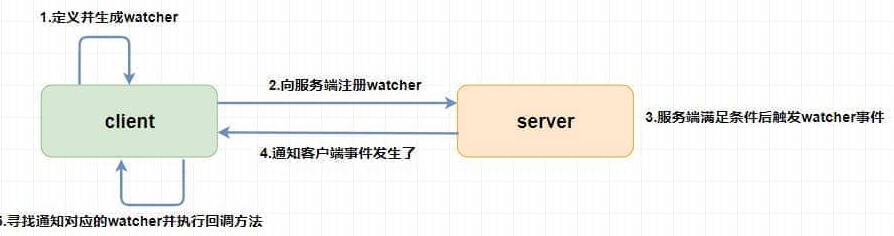 1.定义并生成watcher
2.向服务端注册watcher
client
server
3.服务端满足条件后触发watcher事件
4.通知客户端事件发生了
.寻找通知对应的watcher并执行回调方法